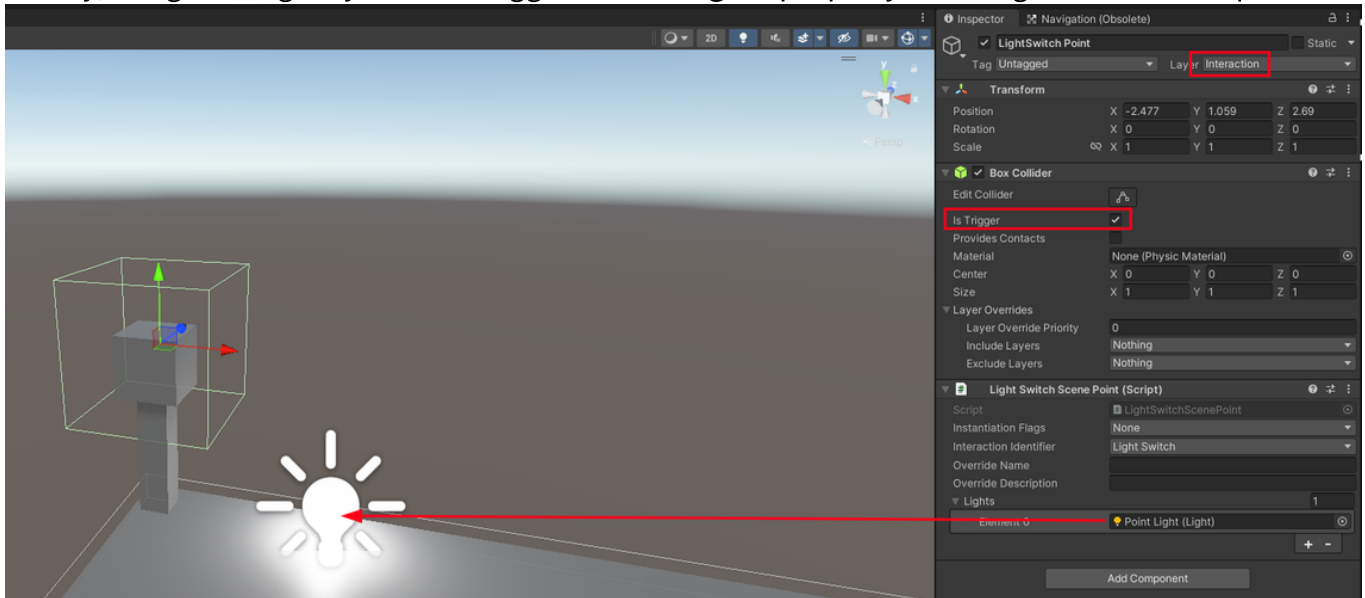 Inspector Navigation (Obsolete)
2D
LightSwitch Point Static
Tag Untagged Layer Interaction
Transform
Position X -2.477 Y 1.059 Z 2.69
Rotation X 0 Y 0 Z 0
Scale X 1 Y 1 Z 1
y
x
z
< Persp
Box Collider
Edit Collider
Is Trigger
Provides Contacts
Material None (Physic Material)
Center X 0 Y 0 Z 0
Size X 1 Y 1 Z 1
Layer Overrides
Layer Override Priority 0
Include Layers Nothing
Exclude Layers Nothing
# Light Switch Scene Point (Script)
Script LightSwitchScenePoint
Instantiation Flags None
Interaction Identifier Light Switch
Override Name
Override Description
Lights 1
Element 0 Point Light (Light)
+ -
Add Component